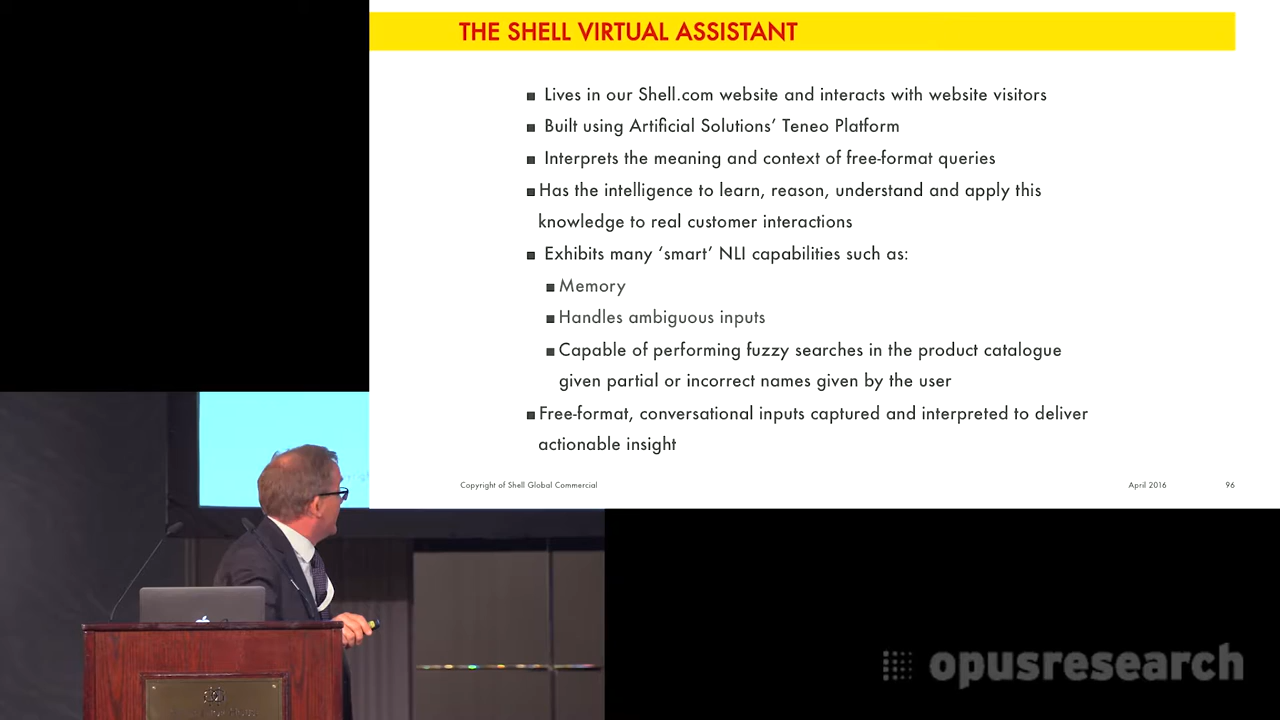 THE SHELL VIRTUAL ASSISTANT
■ Lives in our Shell.com website and interacts with website visitors
■ Built using Artificial Solutions’ Teneo Platform
■ Interprets the meaning and context of free-format queries
■ Has the intelligence to learn, reason, understand and apply this
knowledge to real customer interactions
■ Exhibits many ‘smart’ NLI capabilities such as:
■ Memory
■ Handles ambiguous inputs
■ Capable of performing fuzzy searches in the product catalogue
given partial or incorrect names given by the user
■ Free-format, conversational inputs captured and interpreted to deliver
actionable insight
Copyright of Shell Global Commercial
April 2016
96
opusresearch